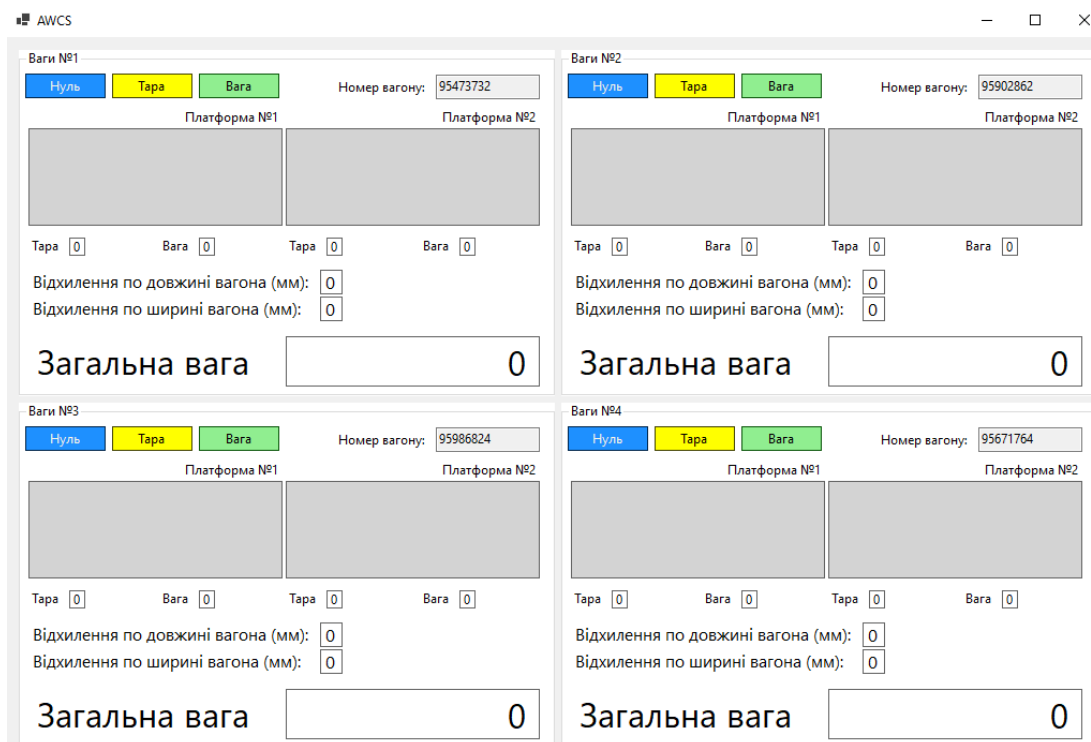 AWCS
Ваги №1
Нуль Тара Вага Номер вагону: 95473732
Платформа №1 Платформа №2
Тара 0 Вага 0 Тара 0 Вага 0
Відхилення по довжині вагона (мм): 0
Відхилення по ширині вагона (мм): 0
Загальна вага 0
Ваги №2
Нуль Тара Вага Номер вагону: 95902862
Платформа №1 Платформа №2
Тара 0 Вага 0 Тара 0 Вага 0
Відхилення по довжині вагона (мм): 0
Відхилення по ширині вагона (мм): 0
Загальна вага 0
Ваги №3
Нуль Тара Вага Номер вагону: 95986824
Платформа №1 Платформа №2
Тара 0 Вага 0 Тара 0 Вага 0
Відхилення по довжині вагона (мм): 0
Відхилення по ширині вагона (мм): 0
Загальна вага 0
Ваги №4
Нуль Тара Вага Номер вагону: 95671764
Платформа №1 Платформа №2
Тара 0 Вага 0 Тара 0 Вага 0
Відхилення по довжині вагона (мм): 0
Відхилення по ширині вагона (мм): 0
Загальна вага 0